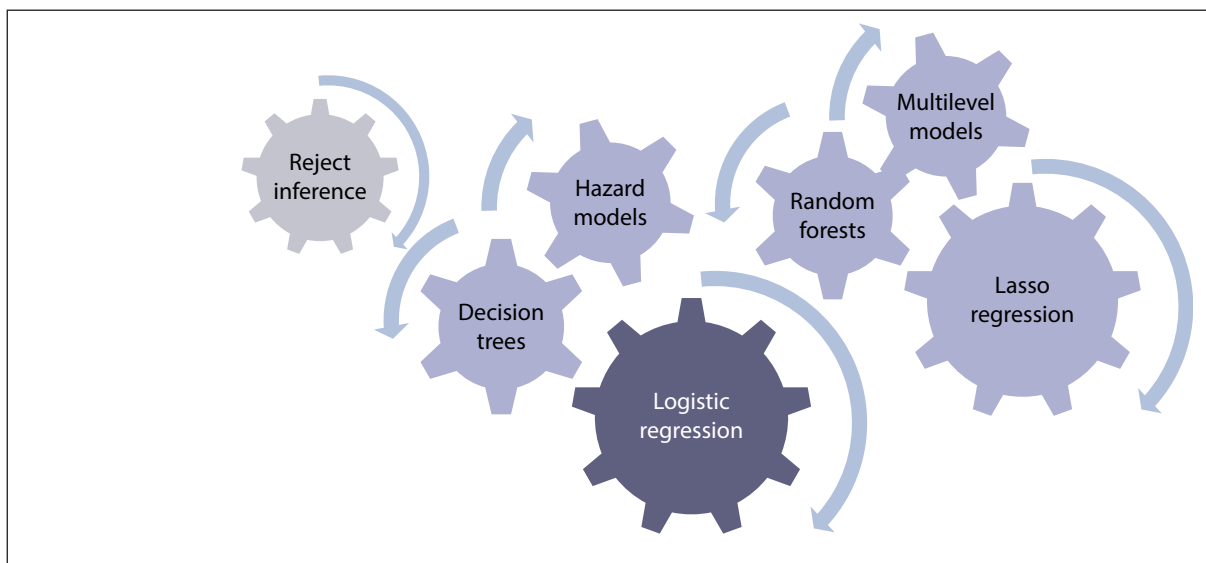 Reject
inference
Hazard
models
Decision
trees
Logistic
regression
Random
forests
Multilevel
models
Lasso
regression